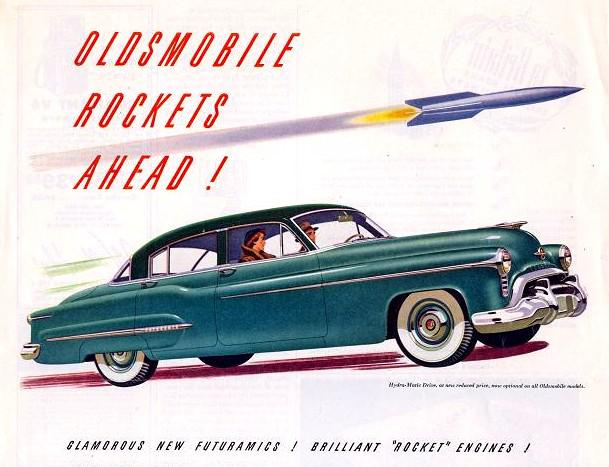 OLDSMOBILE
ROCKETS
AHEAD !
FUTURAMIC
Hydra-Matic Drive, at new reduced price, now optional on all Oldsmobile models.
GLAMOROUS NEW FUTURAMICS ! BRILLIANT "ROCKET" ENGINES !